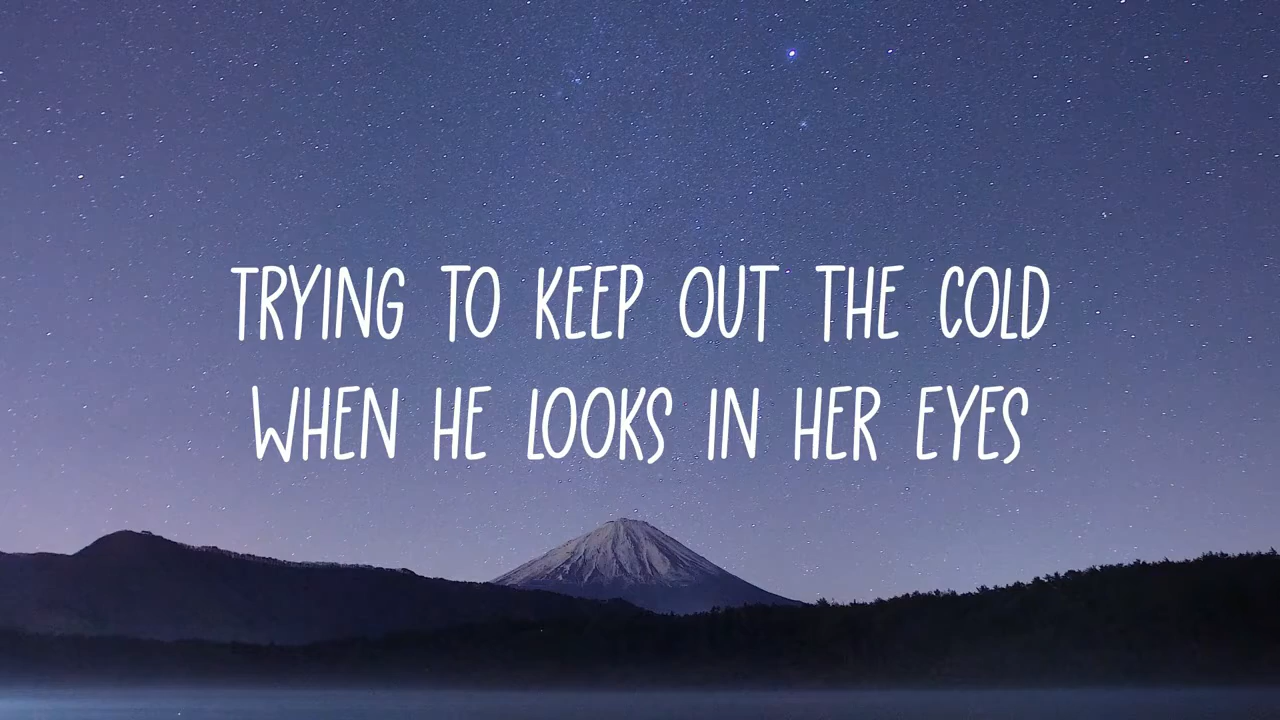 TRYING TO KEEP OUT THE COLD
WHEN HE LOOKS IN HER EYES